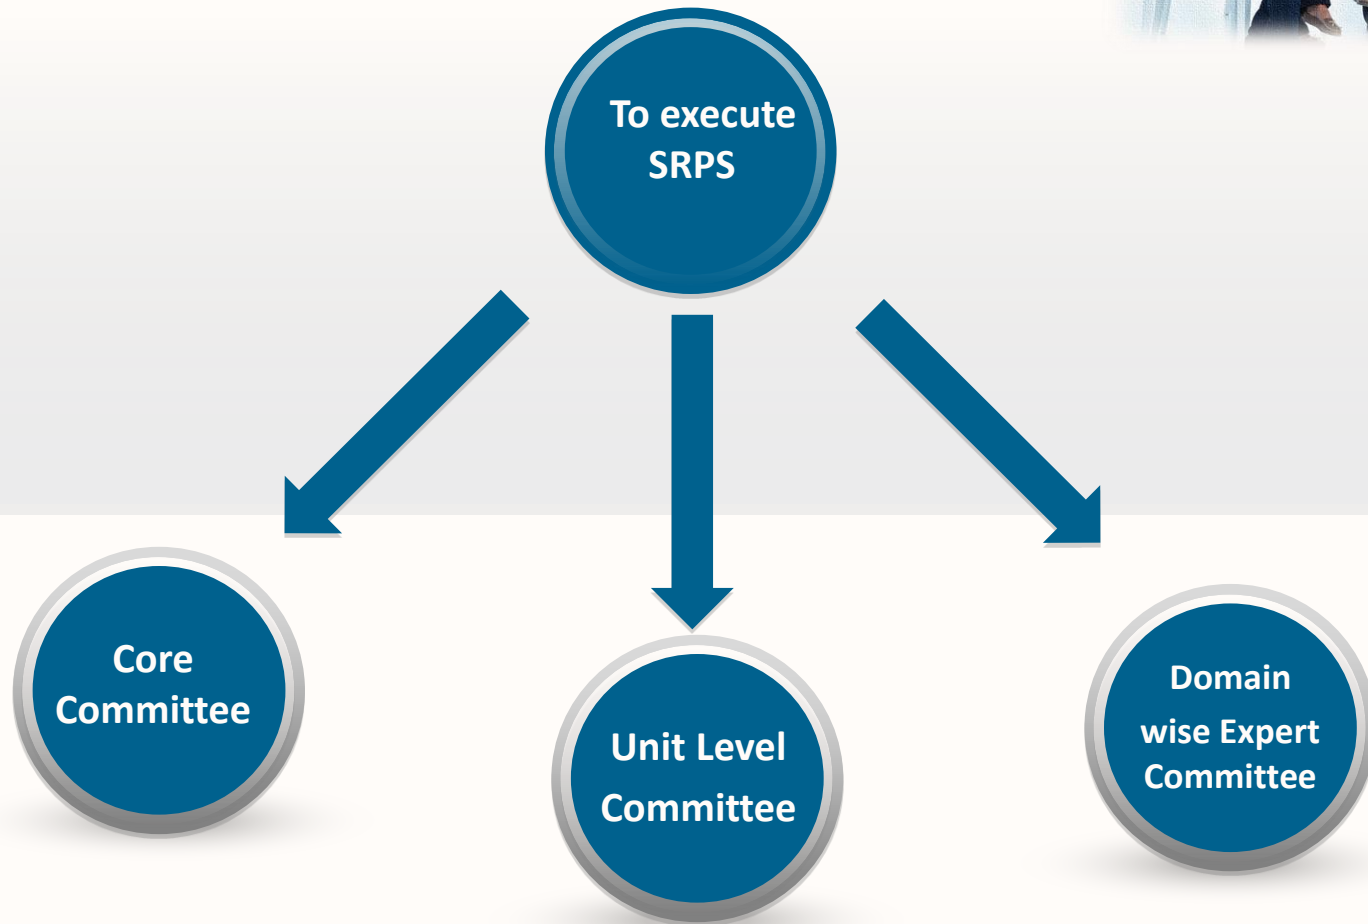 To execute
SRPS
Core
Committee
Unit Level
Committee
Domain
wise Expert
Committee